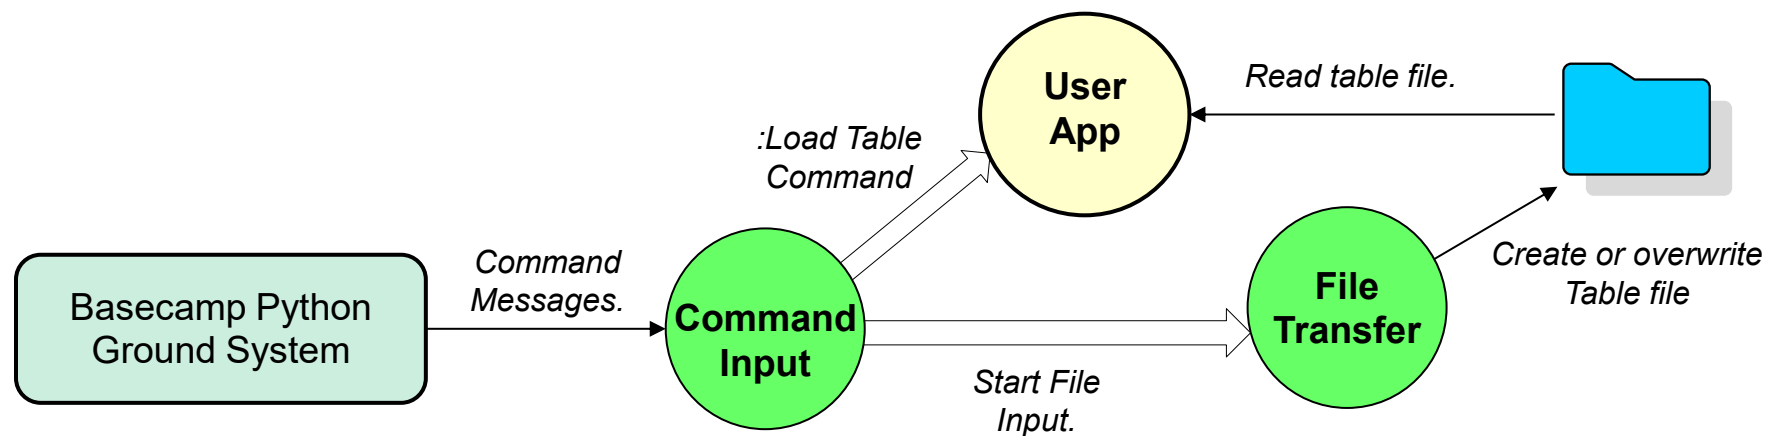 User
App
Read table file.
:Load Table
Command
Command
Messages.
Basecamp Python
Ground System
Command
Input
File
Transfer
Create or overwrite
Table file
Start File
Input.